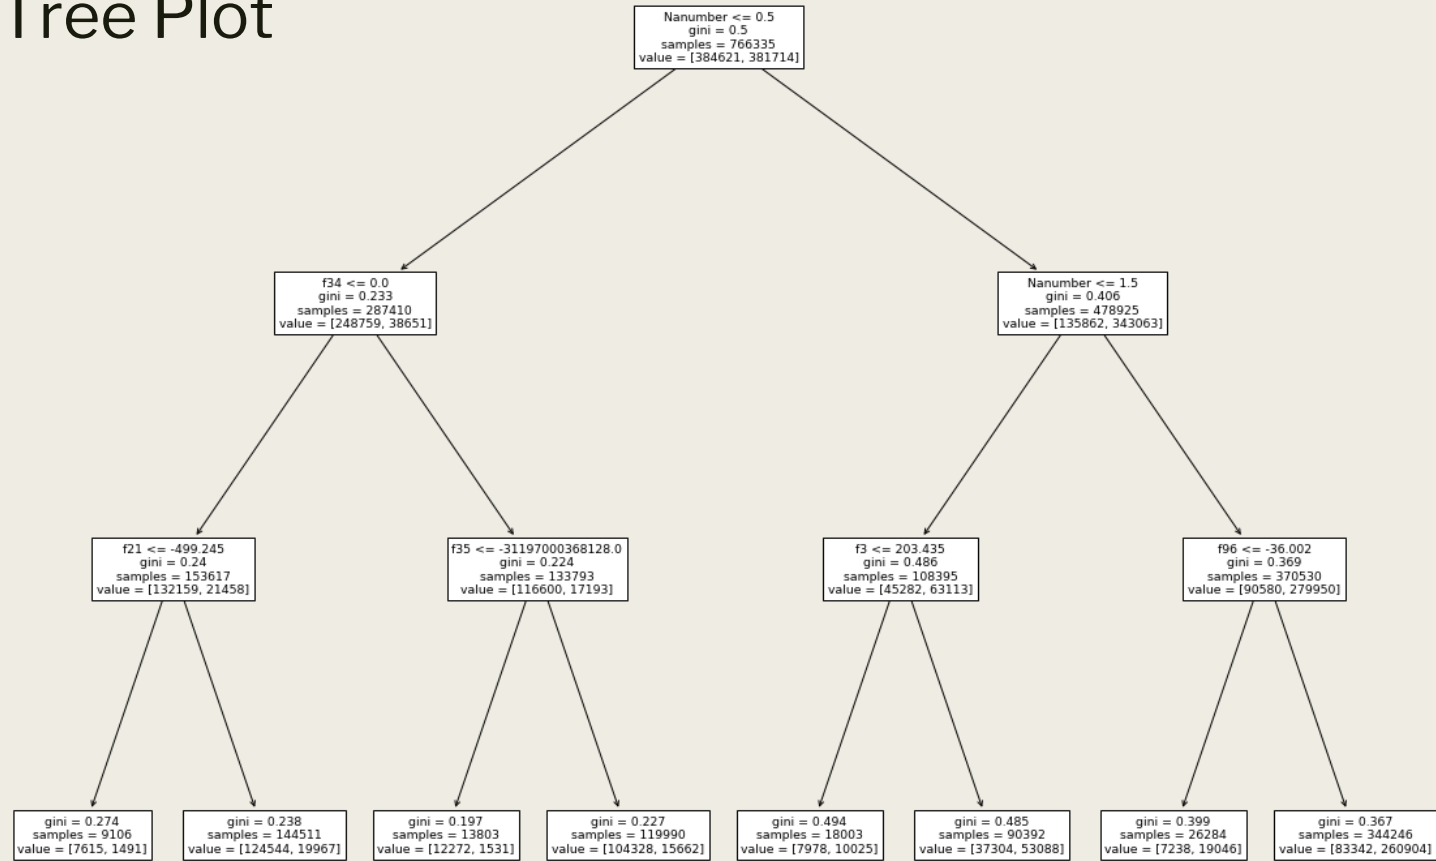 Tree Plot
Nanumber <= 0.5
gini = 0.5
samples = 766335
value = [384621, 381714]
f34 <= 0.0
gini = 0.233
samples = 287410
value = [248759, 38651]
Nanumber <= 1.5
gini = 0.406
samples = 478925
value = [135862, 343063]
f21 <= -499.245
gini = 0.24
samples = 153617
value = [132159, 21458]
f35 <= -31197000368128.0
gini = 0.224
samples = 133793
value = [116600, 17193]
f3 <= 203.435
gini = 0.486
samples = 108395
value = [45282, 63113]
f96 <= -36.002
gini = 0.369
samples = 370530
value = [90580, 279950]
gini = 0.274
samples = 9106
value = [7615, 1491]
gini = 0.238
samples = 144511
value = [124544, 19967]
gini = 0.197
samples = 13803
value = [12272, 1531]
gini = 0.227
samples = 119990
value = [104328, 15662]
gini = 0.494
samples = 18003
value = [7978, 10025]
gini = 0.485
samples = 90392
value = [37304, 53088]
gini = 0.399
samples = 26284
value = [7238, 19046]
gini = 0.367
samples = 344246
value = [83342, 260904]